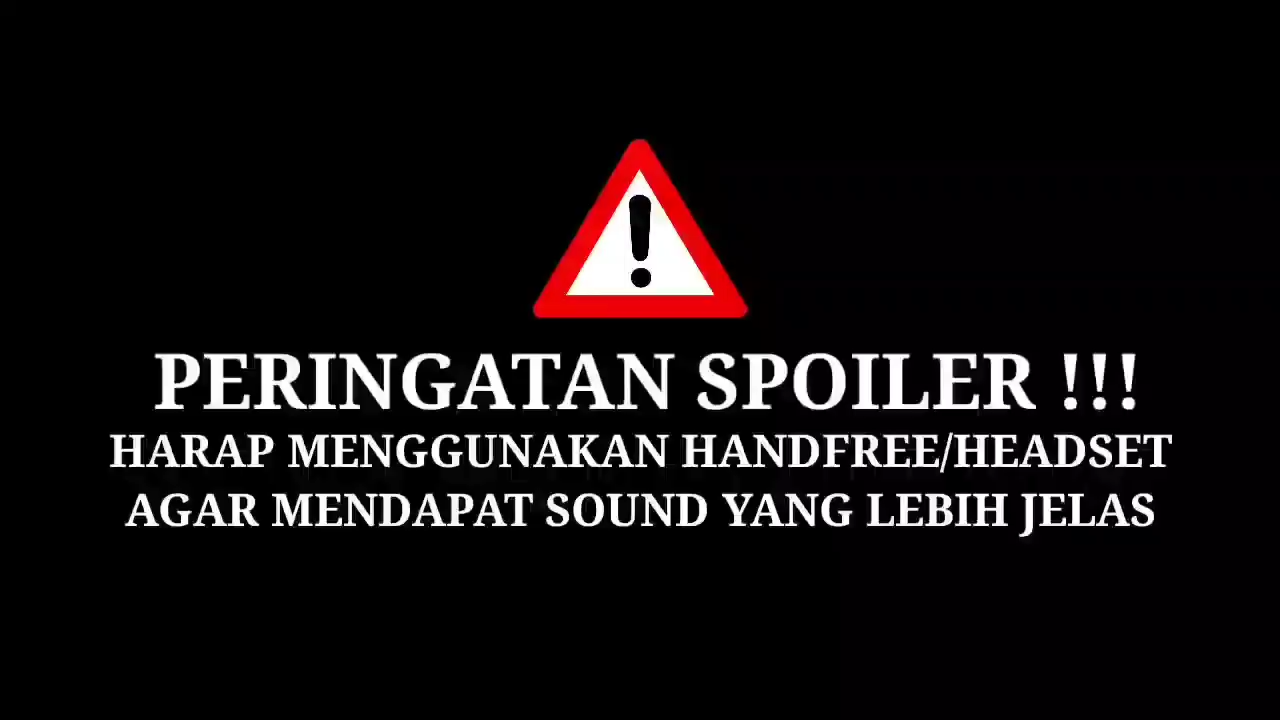 PERINGATAN SPOILER !!!
HARAP MENGGUNAKAN HANDFREE/HEADSET
AGAR MENDAPAT SOUND YANG LEBIH JELAS